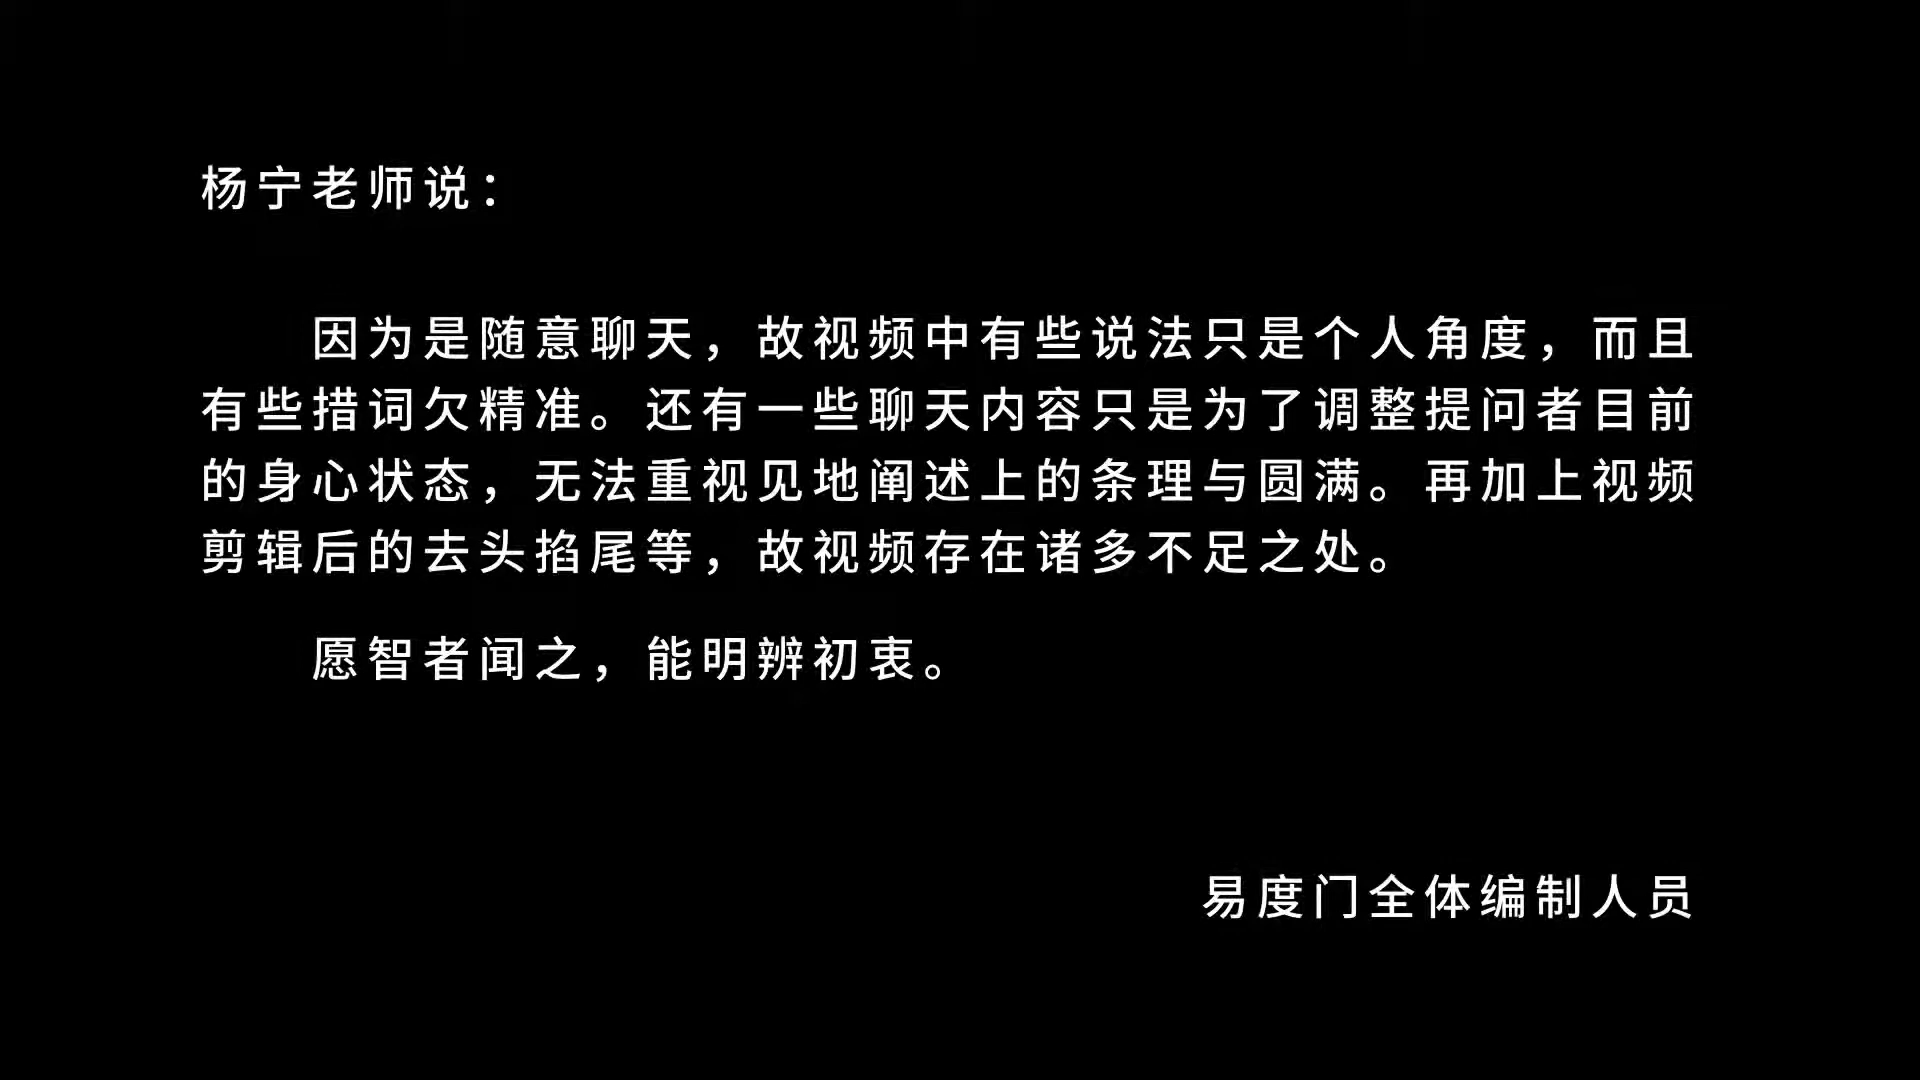 杨宁老师说：
因为是随意聊天，故视频中有些说法只是个人角度，而且
有些措词欠精准。还有一些聊天内容只是为了调整提问者目前
的身心状态，无法重视见地阐述上的条理与圆满。再加上视频
剪辑后的去头掐尾等，故视频存在诸多不足之处。
愿智者闻之，能明辨初衷。
易度门全体编制人员